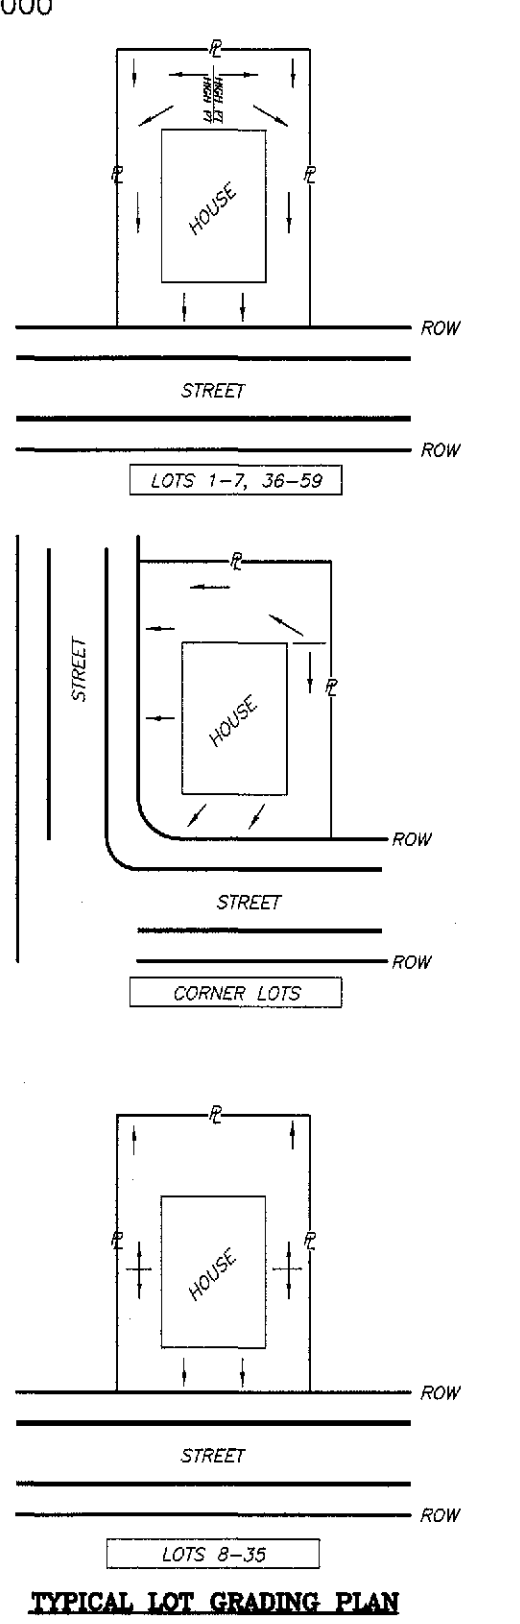 000
PL
HIGH PT
HIGH PT
PL
PL
HOUSE
ROW
STREET
ROW
LOTS 1-7, 36-59
PL
STREET
PL
HOUSE
ROW
STREET
ROW
CORNER LOTS
PL
PL
PL
HOUSE
ROW
STREET
ROW
LOTS 8-35
TYPICAL LOT GRADING PLAN